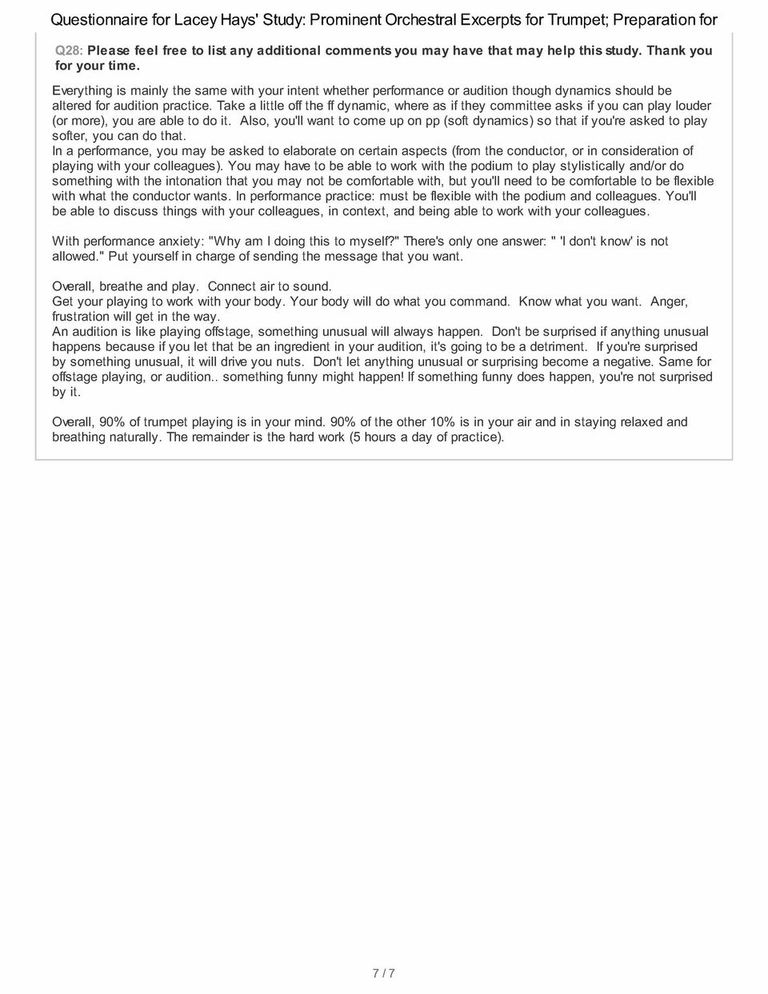 Questionnaire for Lacey Hays' Study: Prominent Orchestral Excerpts for Trumpet; Preparation for
Q28: Please feel free to list any additional comments you may have that may help this study. Thank you
for your time.
Everything is mainly the same with your intent whether performance or audition though dynamics should be
altered for audition practice. Take a little off the ff dynamic, where as if they committee asks if you can play louder
(or more), you are able to do it.  Also, you'll want to come up on pp (soft dynamics) so that if you're asked to play
softer, you can do that.
In a performance, you may be asked to elaborate on certain aspects (from the conductor, or in consideration of
playing with your colleagues). You may have to be able to work with the podium to play stylistically and/or do
something with the intonation that you may not be comfortable with, but you'll need to be comfortable to be flexible
with what the conductor wants. In performance practice: must be flexible with the podium and colleagues. You'll
be able to discuss things with your colleagues, in context, and being able to work with your colleagues.
With performance anxiety: "Why am I doing this to myself?" There's only one answer: " 'I don't know' is not
allowed." Put yourself in charge of sending the message that you want.
Overall, breathe and play.  Connect air to sound.
Get your playing to work with your body. Your body will do what you command.  Know what you want.  Anger,
frustration will get in the way.
An audition is like playing offstage, something unusual will always happen.  Don't be surprised if anything unusual
happens because if you let that be an ingredient in your audition, it's going to be a detriment.  If you're surprised
by something unusual, it will drive you nuts.  Don't let anything unusual or surprising become a negative. Same for
offstage playing, or audition.. something funny might happen! If something funny does happen, you're not surprised
by it.
Overall, 90% of trumpet playing is in your mind. 90% of the other 10% is in your air and in staying relaxed and
breathing naturally. The remainder is the hard work (5 hours a day of practice).
7 / 7